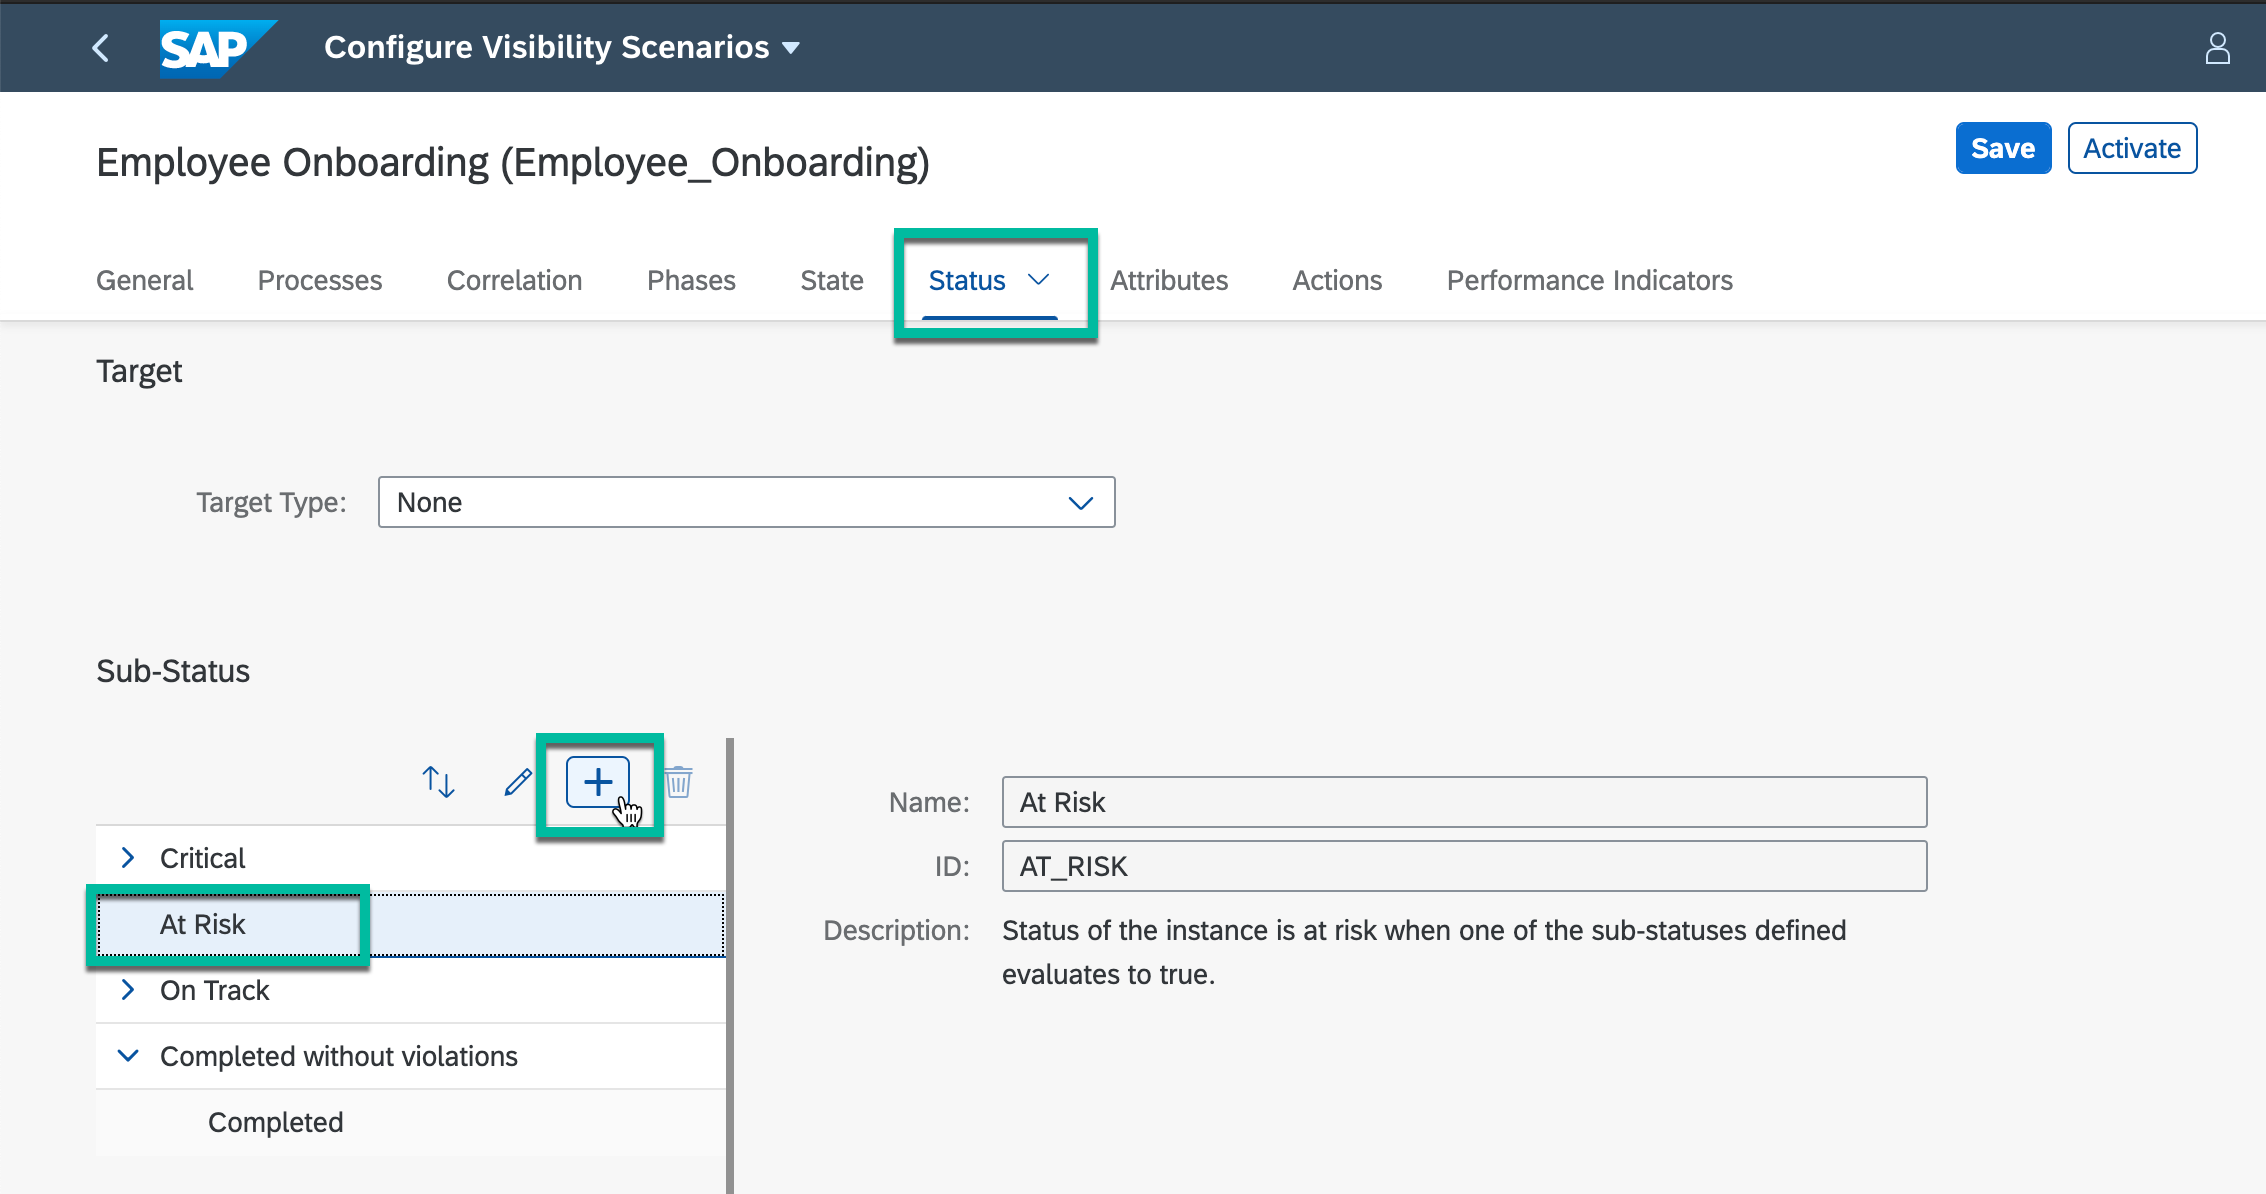 SAP Configure Visibility Scenarios
Employee Onboarding (Employee_Onboarding)
Save Activate
General Processes Correlation Phases State Status Attributes Actions Performance Indicators
Target
Target Type: None
Sub-Status
Critical
At Risk
On Track
Completed without violations
Completed
Name: At Risk
ID: AT_RISK
Description: Status of the instance is at risk when one of the sub-statuses defined
evaluates to true.